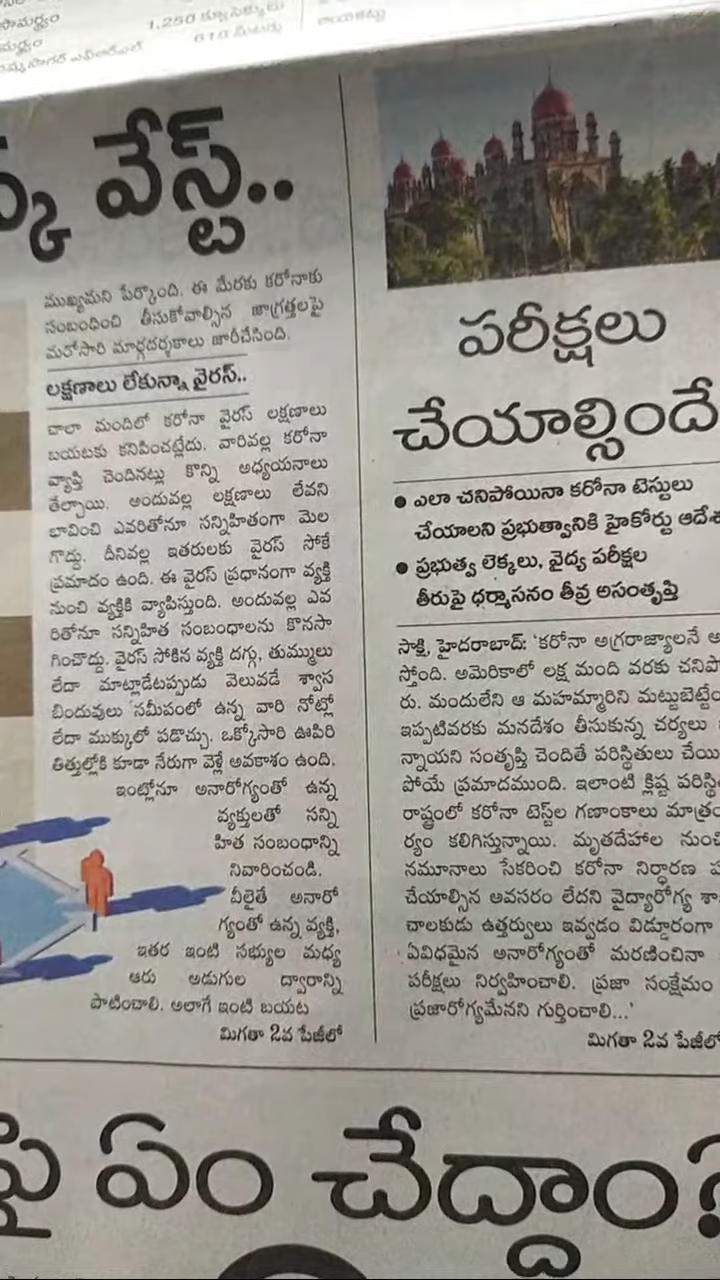 సామర్థ్యం 1,250 క్యూసెక్కులు
610 మీటర్లు
వేస్ట్..
ముఖ్యమని పేర్కొంది. ఈ మేరకు కరోనాకు
సంబంధించి తీసుకోవాల్సిన జాగ్రత్తలపై
మరోసారి మార్గదర్శకాలు జారీచేసింది.
లక్షణాలు లేకున్నా వైరస్..
చాలా మందిలో కరోనా వైరస్ లక్షణాలు
బయటకు కనిపించట్లేదు. వారివల్ల కరోనా
వ్యాప్తి చెందినట్లు కొన్ని అధ్యయనాలు
తేల్చాయి. అందువల్ల లక్షణాలు లేవని
భావించి ఎవరితోనూ సన్నిహితంగా మెల
గొద్దు. దీనివల్ల ఇతరులకు వైరస్ సోకే
ప్రమాదం ఉంది. ఈ వైరస్ ప్రధానంగా వ్యక్తి
నుంచి వ్యక్తికి వ్యాపిస్తుంది. అందువల్ల ఎవ
రితోనూ సన్నిహిత సంబంధాలను కొనసా
గించొద్దు. వైరస్ సోకిన వ్యక్తి దగ్గు, తుమ్ములు
లేదా మాట్లాడేటప్పుడు వెలువడే శ్వాస
బిందువులు సమీపంలో ఉన్న వారి నోట్లో
లేదా ముక్కులో పడొచ్చు. ఒక్కోసారి ఊపిరి
తిత్తుల్లోకి కూడా నేరుగా వెళ్లే అవకాశం ఉంది.
ఇంట్లోనూ అనారోగ్యంతో ఉన్న
వ్యక్తులతో సన్ని
హిత సంబంధాన్ని
నివారించండి.
వీలైతే అనారో
గ్యంతో ఉన్న వ్యక్తి,
ఇతర ఇంటి సభ్యుల మధ్య
ఆరు అడుగుల ద్వారాన్ని
పాటించాలి. అలాగే ఇంటి బయట
మిగతా 2వ పేజీలో
పరీక్షలు
చేయాల్సిందే
● ఎలా చనిపోయినా కరోనా టెస్టులు
చేయాలని ప్రభుత్వానికి హైకోర్టు ఆదేశ
● ప్రభుత్వ లెక్కలు, వైద్య పరీక్షల
తీరుపై ధర్మాసనం తీవ్ర అసంతృప్తి
సాక్షి, హైదరాబాద్: ‘కరోనా అగ్రరాజ్యాలనే అ
స్తోంది. అమెరికాలో లక్ష మంది వరకు చనిపో
రు. మందులేని ఆ మహమ్మారిని మట్టుబెట్టేం
ఇప్పటివరకు మనదేశం తీసుకున్న చర్యలు
న్నాయని సంతృప్తి చెందితే పరిస్థితులు చేయి
పోయే ప్రమాదముంది. ఇలాంటి క్లిష్ట పరిస్థి
రాష్ట్రంలో కరోనా టెస్ట్‌ల గణాంకాలు మాత్రం
ర్యం కలిగిస్తున్నాయి. మృతదేహాల నుంచి
నమూనాలు సేకరించి కరోనా నిర్ధారణ ప
చేయాల్సిన అవసరం లేదని వైద్యారోగ్య శా
చాలకుడు ఉత్తర్వులు ఇవ్వడం విడ్డూరంగా
ఏవిధమైన అనారోగ్యంతో మరణించినా
పరీక్షలు నిర్వహించాలి. ప్రజా సంక్షేమం
ప్రజారోగ్యమేనని గుర్తించాలి...’
మిగతా 2వ పేజీలో
పై ఏం చేద్దాం?